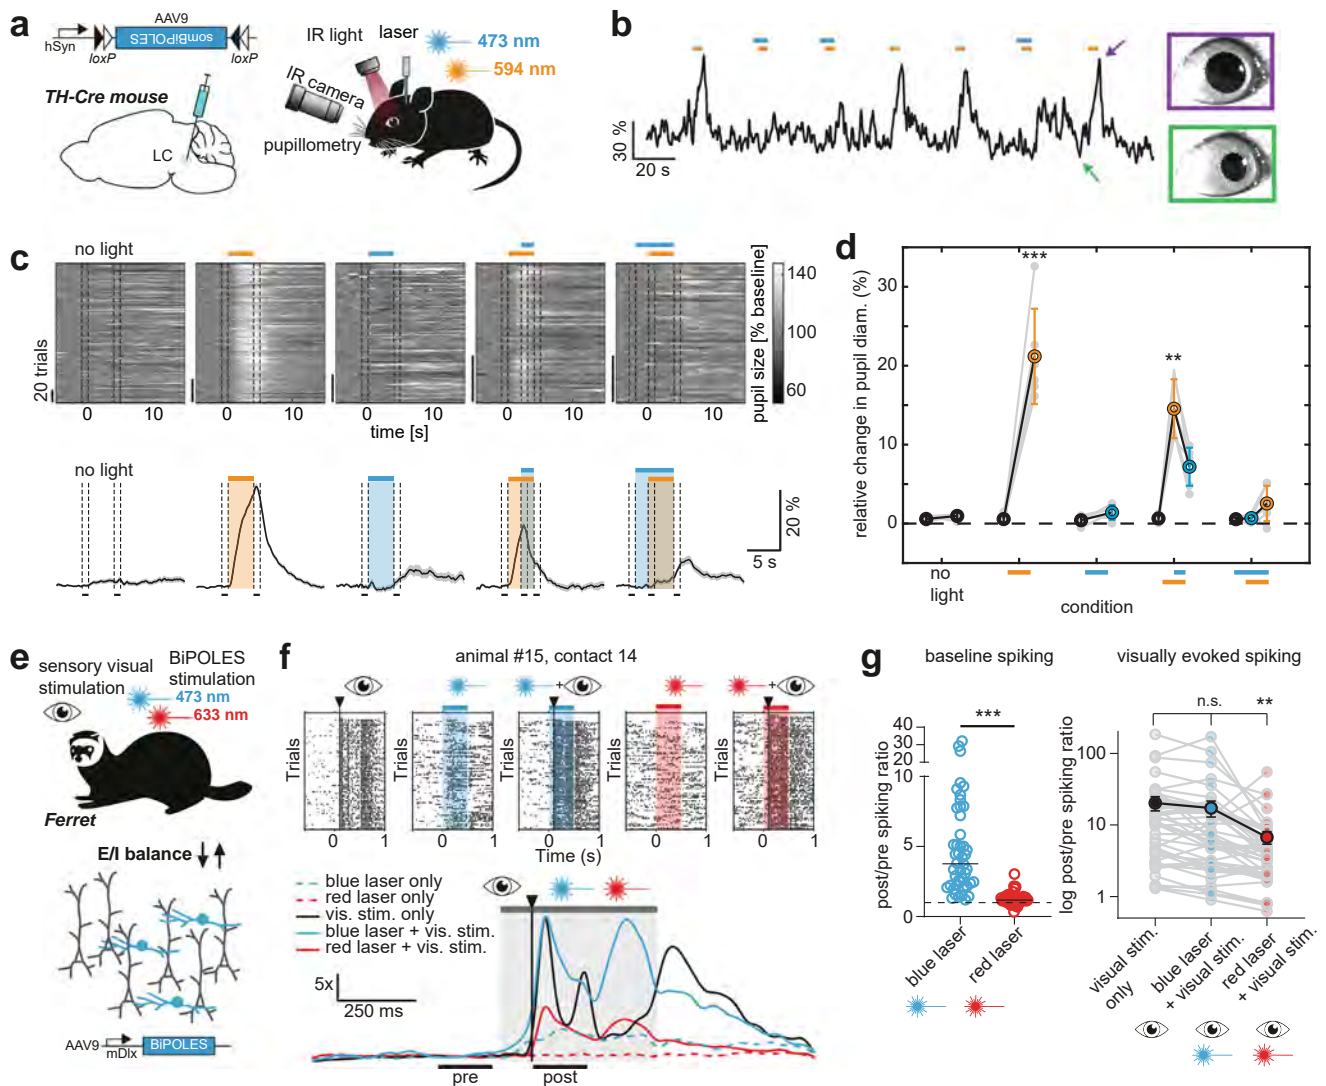 a
AAV9
hSyn
somBiPOLES
loxP
loxP
TH-Cre mouse
LC
IR light
laser
473 nm
594 nm
IR camera
pupillometry
b
30 %
20 s
c
no light
20 trials
0 10
0 10
0 10
0 10
0 10
time [s]
pupil size [% baseline]
140
100
60
no light
20 %
5 s
d
relative change in pupil diam. (%)
30
20
10
0
***
**
no
light
condition
e
sensory visual
stimulation
BiPOLES
stimulation
473 nm
633 nm
Ferret
E/I balance
AAV9
mDlx
BiPOLES
f
animal #15, contact 14
+
+
Trials
Trials
Trials
Trials
Trials
0 1
0 1
0 1
0 1
0 1
Time (s)
blue laser only
red laser only
vis. stim. only
blue laser + vis. stim.
red laser + vis. stim.
5x
250 ms
pre
post
g
baseline spiking
post/pre spiking ratio
40
30
10
5
0
***
blue laser
red laser
visually evoked spiking
log post/pre spiking ratio
100
10
1
n.s.
**
visual stim.
only
blue laser
+ visual stim.
red laser
+ visual stim.